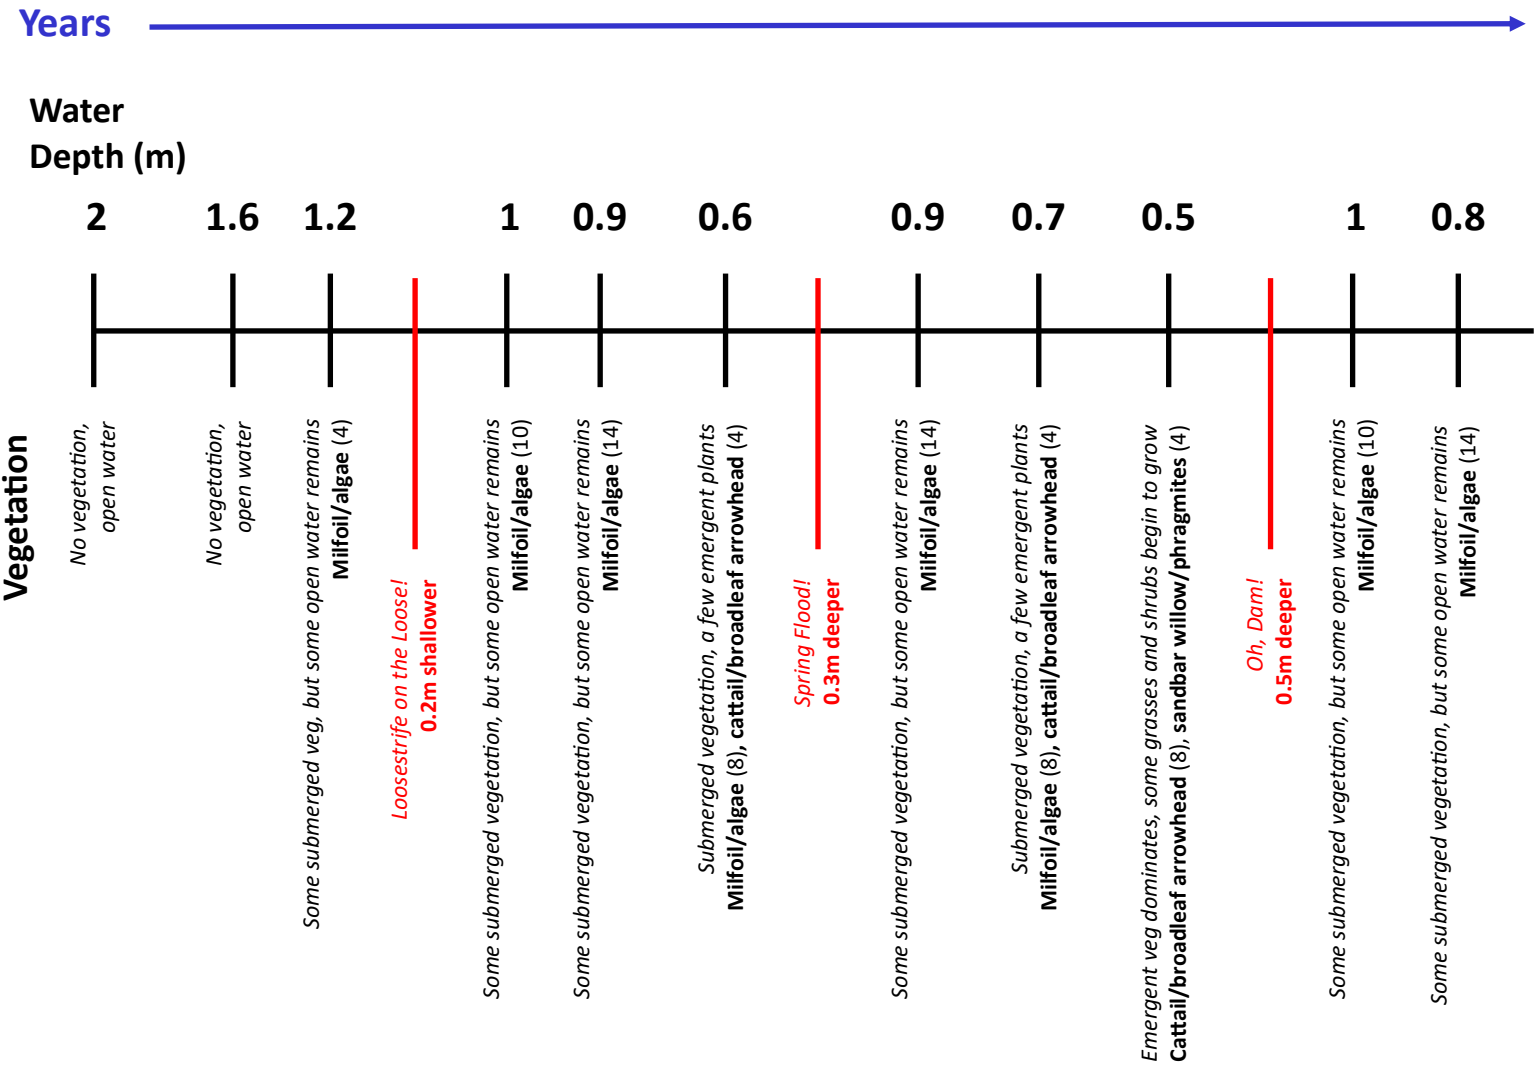 Years
Water
Depth (m)
2
1.6
1.2
1
0.9
0.6
0.9
0.7
0.5
1
0.8
Vegetation
No vegetation,
open water
No vegetation,
open water
Some submerged veg, but some open water remains
Milfoil/algae (4)
Loosestrife on the Loose!
0.2m shallower
Some submerged vegetation, but some open water remains
Milfoil/algae (10)
Some submerged vegetation, but some open water remains
Milfoil/algae (14)
Submerged vegetation, a few emergent plants
Milfoil/algae (8), cattail/broadleaf arrowhead (4)
Spring Flood!
0.3m deeper
Some submerged vegetation, but some open water remains
Milfoil/algae (14)
Submerged vegetation, a few emergent plants
Milfoil/algae (8), cattail/broadleaf arrowhead (4)
Emergent veg dominates, some grasses and shrubs begin to grow
Cattail/broadleaf arrowhead (8), sandbar willow/phragmites (4)
Oh, Dam!
0.5m deeper
Some submerged vegetation, but some open water remains
Milfoil/algae (10)
Some submerged vegetation, but some open water remains
Milfoil/algae (14)